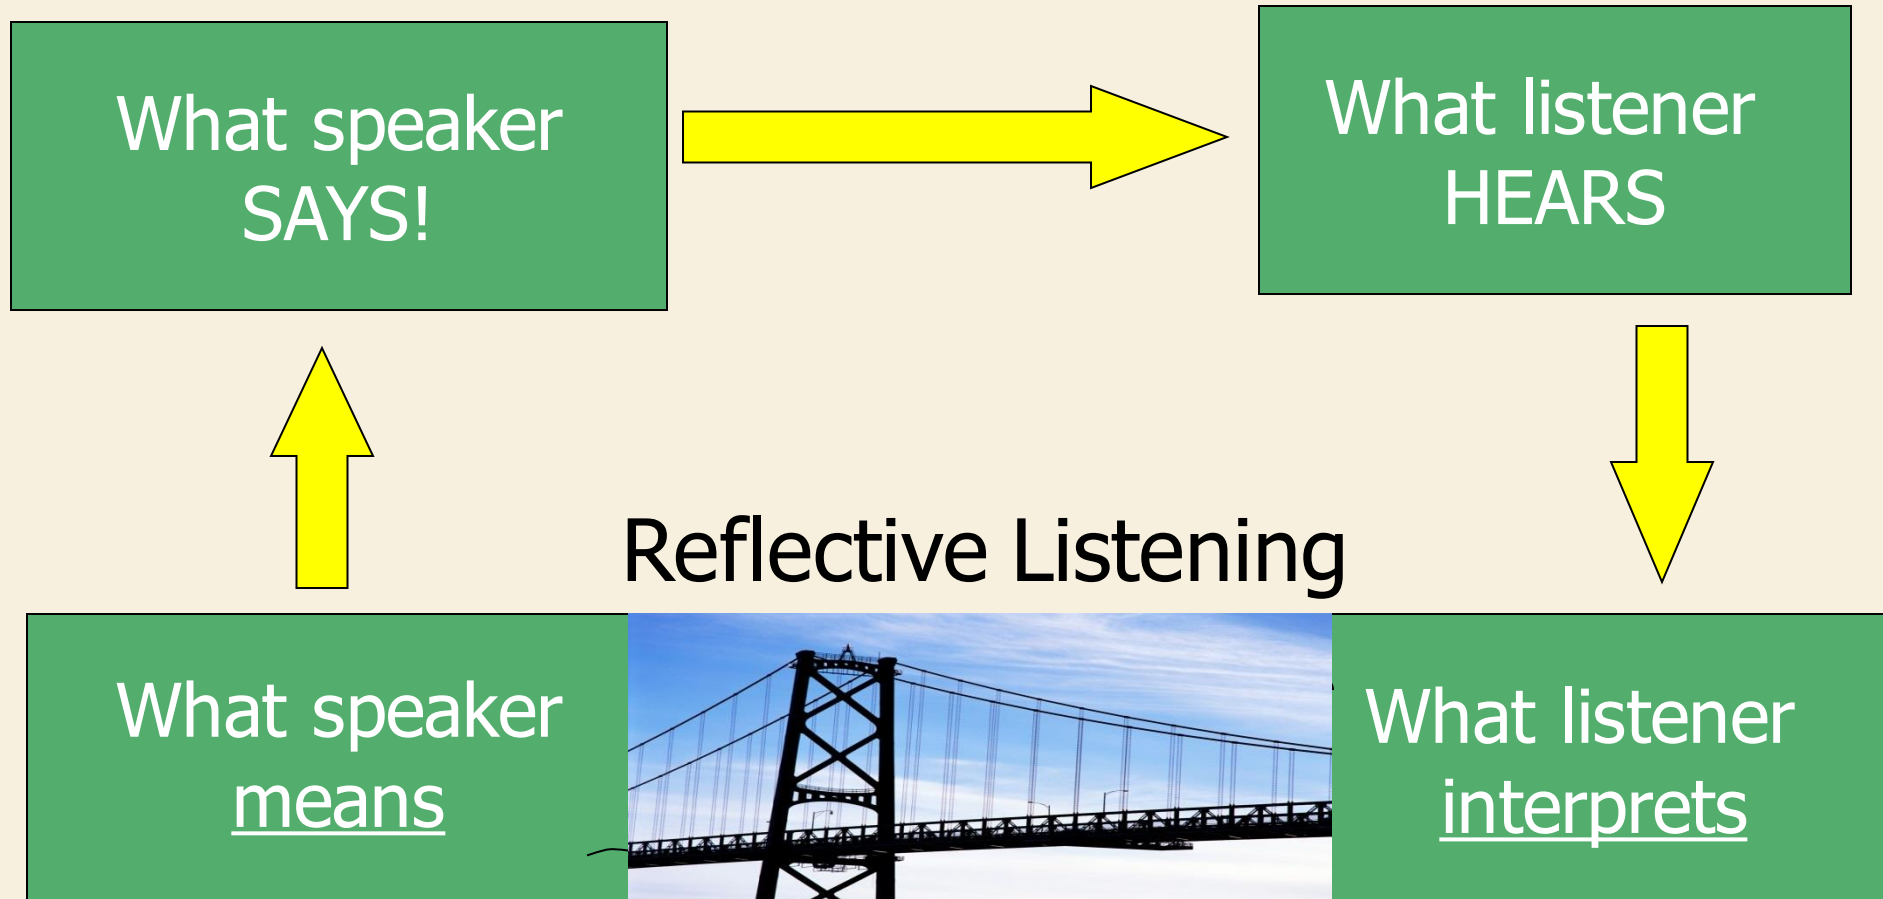 What speaker
SAYS!
What listener
HEARS
Reflective Listening
What speaker
means
What listener
interprets